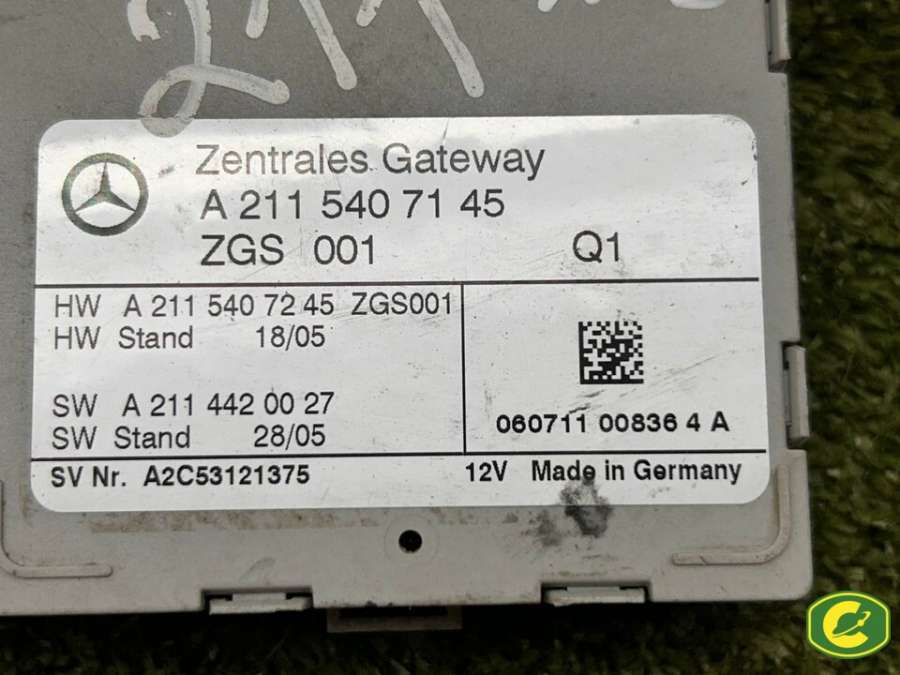 211
Zentrales Gateway
A 211 540 71 45
ZGS 001 Q1
HW A 211 540 72 45 ZGS001
HW Stand 18/05
SW A 211 442 00 27
SW Stand 28/05
060711 00836 4 A
SV Nr. A2C53121375
12V Made in Germany